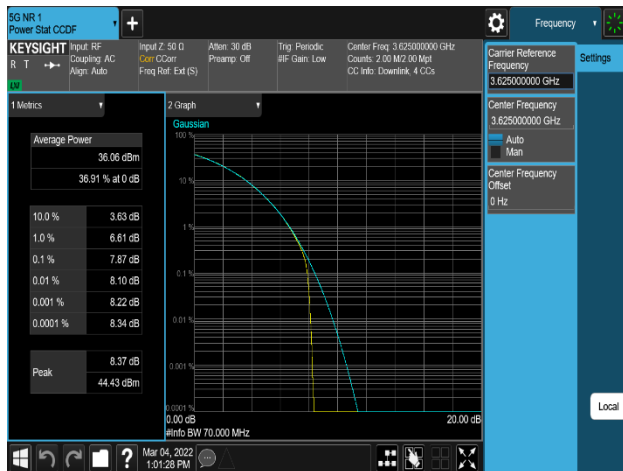 5G NR 1
Power Stat CCDF
Frequency
KEYSIGHT
R T
LM
Input: RF
Coupling: AC
Align: Auto
Input Z: 50 Ω
Corr CCorr
Freq Ref: Ext (S)
Atten: 30 dB
Preamp: Off
Trig: Periodic
#IF Gain: Low
Center Freq: 3.625000000 GHz
Counts: 2.00 M/2.00 Mpt
CC Info: Downlink, 4 CCs
Carrier Reference
Frequency
3.625000000 GHz
Settings
Center Frequency
3.625000000 GHz
Auto
Man
Center Frequency
Offset
0 Hz
Local
1 Metrics
Average Power
36.06 dBm
36.91 % at 0 dB
10.0 % 3.63 dB
1.0 % 6.61 dB
0.1 % 7.87 dB
0.01 % 8.10 dB
0.001 % 8.22 dB
0.0001 % 8.34 dB
Peak
8.37 dB
44.43 dBm
2 Graph
Gaussian
100 %
10 %
1 %
0.1 %
0.01 %
0.001 %
0.0001 %
0.00 dB 20.00 dB
#Info BW 70.000 MHz
?
Mar 04, 2022
1:01:28 PM